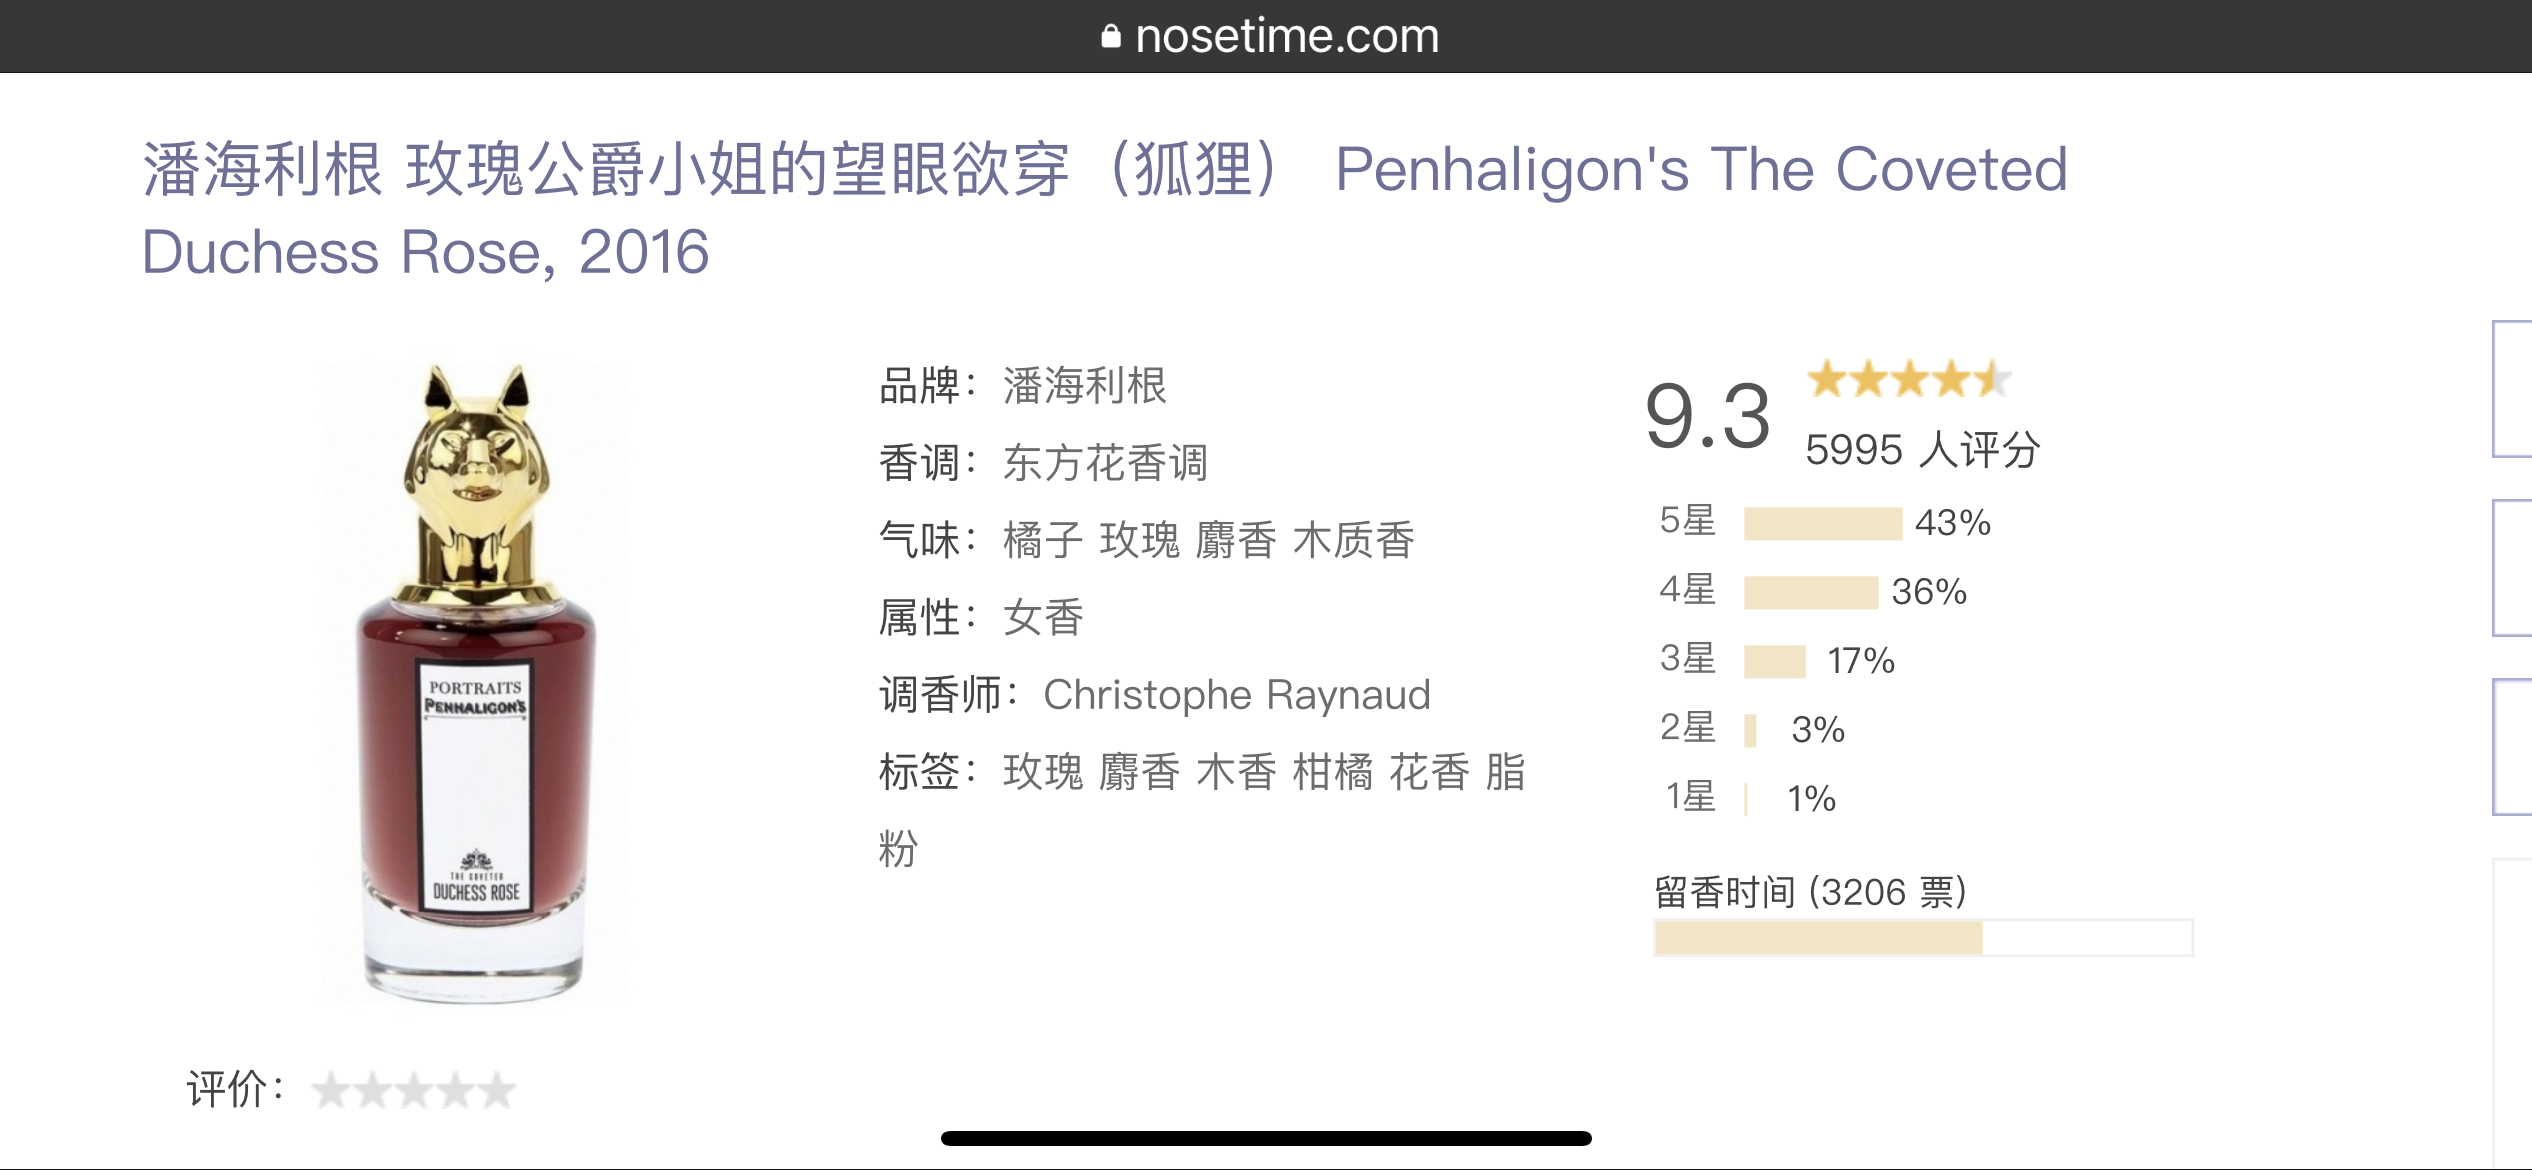 nosetime.com
潘海利根 玫瑰公爵小姐的望眼欲穿（狐狸） Penhaligon's The Coveted
Duchess Rose, 2016
PORTRAITS
PENHALIGON'S
THE COVETED
DUCHESS ROSE
品牌：潘海利根
香调：东方花香调
气味：橘子 玫瑰 麝香 木质香
属性：女香
调香师：Christophe Raynaud
标签：玫瑰 麝香 木香 柑橘 花香 脂
粉
9.3
5995 人评分
5星 43%
4星 36%
3星 17%
2星 3%
1星 1%
留香时间 (3206 票)
评价：